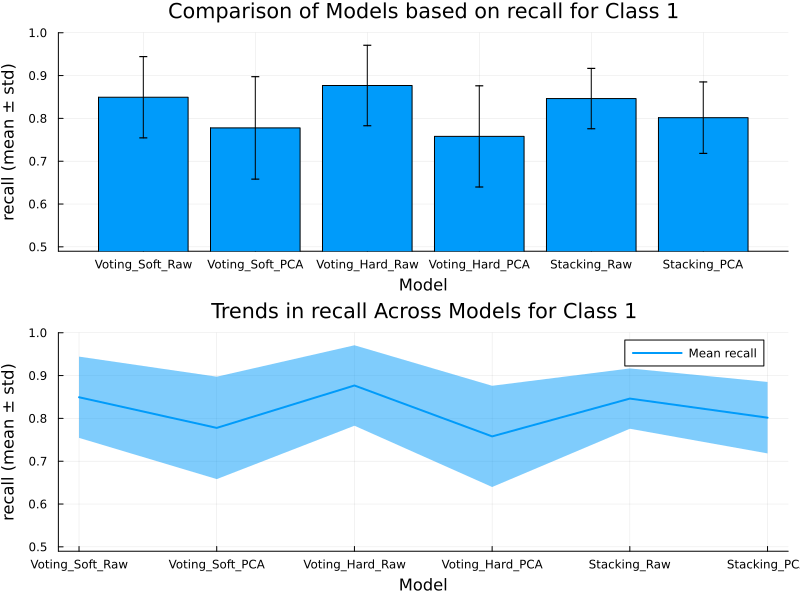 Comparison of Models based on recall for Class 1
recall (mean ± std)
1.0
0.9
0.8
0.7
0.6
0.5
Voting_Soft_Raw Voting_Soft_PCA Voting_Hard_Raw Voting_Hard_PCA Stacking_Raw Stacking_PCA
Model
Trends in recall Across Models for Class 1
recall (mean ± std)
1.0
0.9
0.8
0.7
0.6
0.5
Mean recall
Voting_Soft_Raw Voting_Soft_PCA Voting_Hard_Raw Voting_Hard_PCA Stacking_Raw Stacking_PC
Model